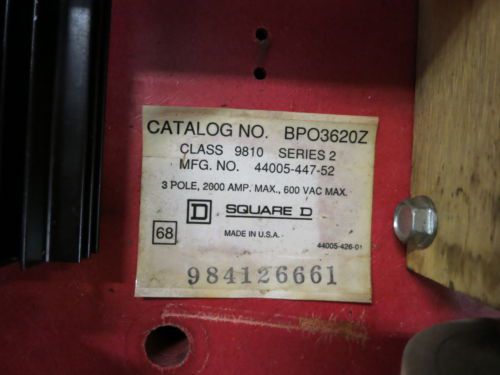 CATALOG NO. BPO3620Z
CLASS 9810 SERIES 2
MFG. NO. 44005-447-52
3 POLE, 2000 AMP. MAX., 600 VAC MAX.
D SQUARE D
68
MADE IN U.S.A.
44005-426-01
984126661